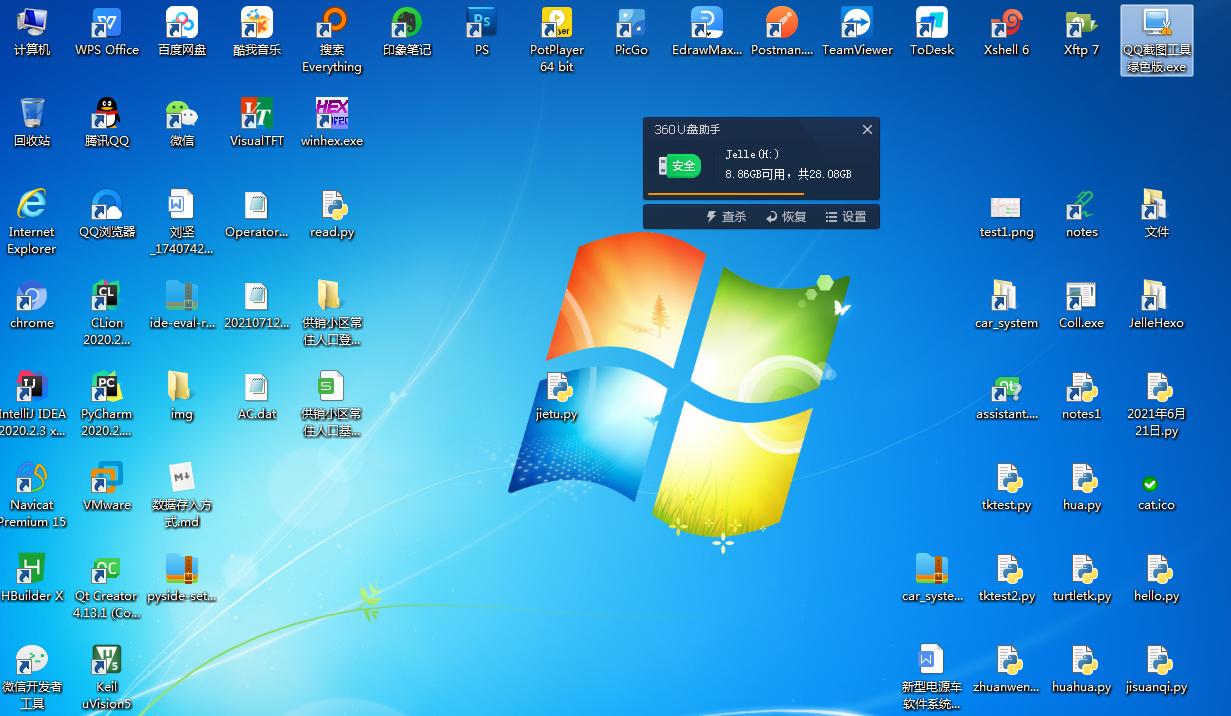 计算机
WPS Office
百度网盘
酷我音乐
搜索
Everything
印象笔记
PS
PotPlayer
64 bit
PicGo
EdrawMax...
Postman....
TeamViewer
ToDesk
Xshell 6
Xftp 7
QQ截图工具
绿色版.exe
回收站
腾讯QQ
微信
VisualTFT
winhex.exe
360U盘助手
安全
Jelle(H:)
8.86GB可用，共28.08GB
查杀
恢复
设置
Internet
Explorer
QQ浏览器
刘坚
_1740742...
Operator...
read.py
test1.png
notes
文件
chrome
CLion
2020.2...
ide-eval-r...
20210712...
供销小区常
住人口登...
car_system
Coll.exe
JelleHexo
IntelliJ IDEA
2020.2.3 x...
PyCharm
2020.2....
img
AC.dat
供销小区常
住人口基...
jietu.py
assistant....
notes1
2021年6月
21日.py
Navicat
Premium 15
VMware
数据存入方
式.md
tktest.py
hua.py
cat.ico
HBuilder X
Qt Creator
4.13.1 (Co...
pyside-set...
car_syste...
tktest2.py
turtletk.py
hello.py
微信开发者
工具
Keil
uVision5
新型电源车
软件系统...
zhuanwen...
huahua.py
jisuanqi.py